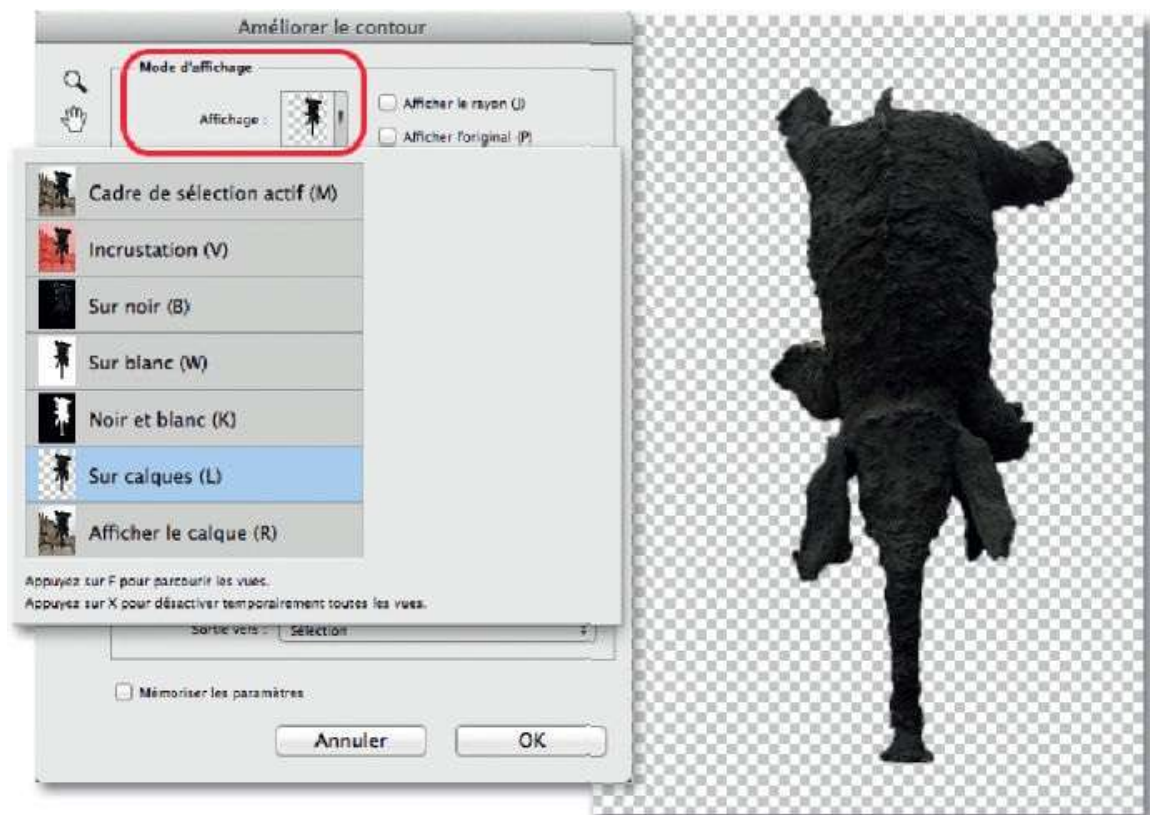 Améliorer le contour
Mode d'affichage
Affichage :
Afficher le rayon (J)
Afficher l'original (P)
Cadre de sélection actif (M)
Incrustation (V)
Sur noir (B)
Sur blanc (W)
Noir et blanc (K)
Sur calques (L)
Afficher le calque (R)
Appuyez sur F pour parcourir les vues.
Appuyez sur X pour désactiver temporairement toutes les vues.
Sortie vers : Sélection
Mémoriser les paramètres
Annuler OK